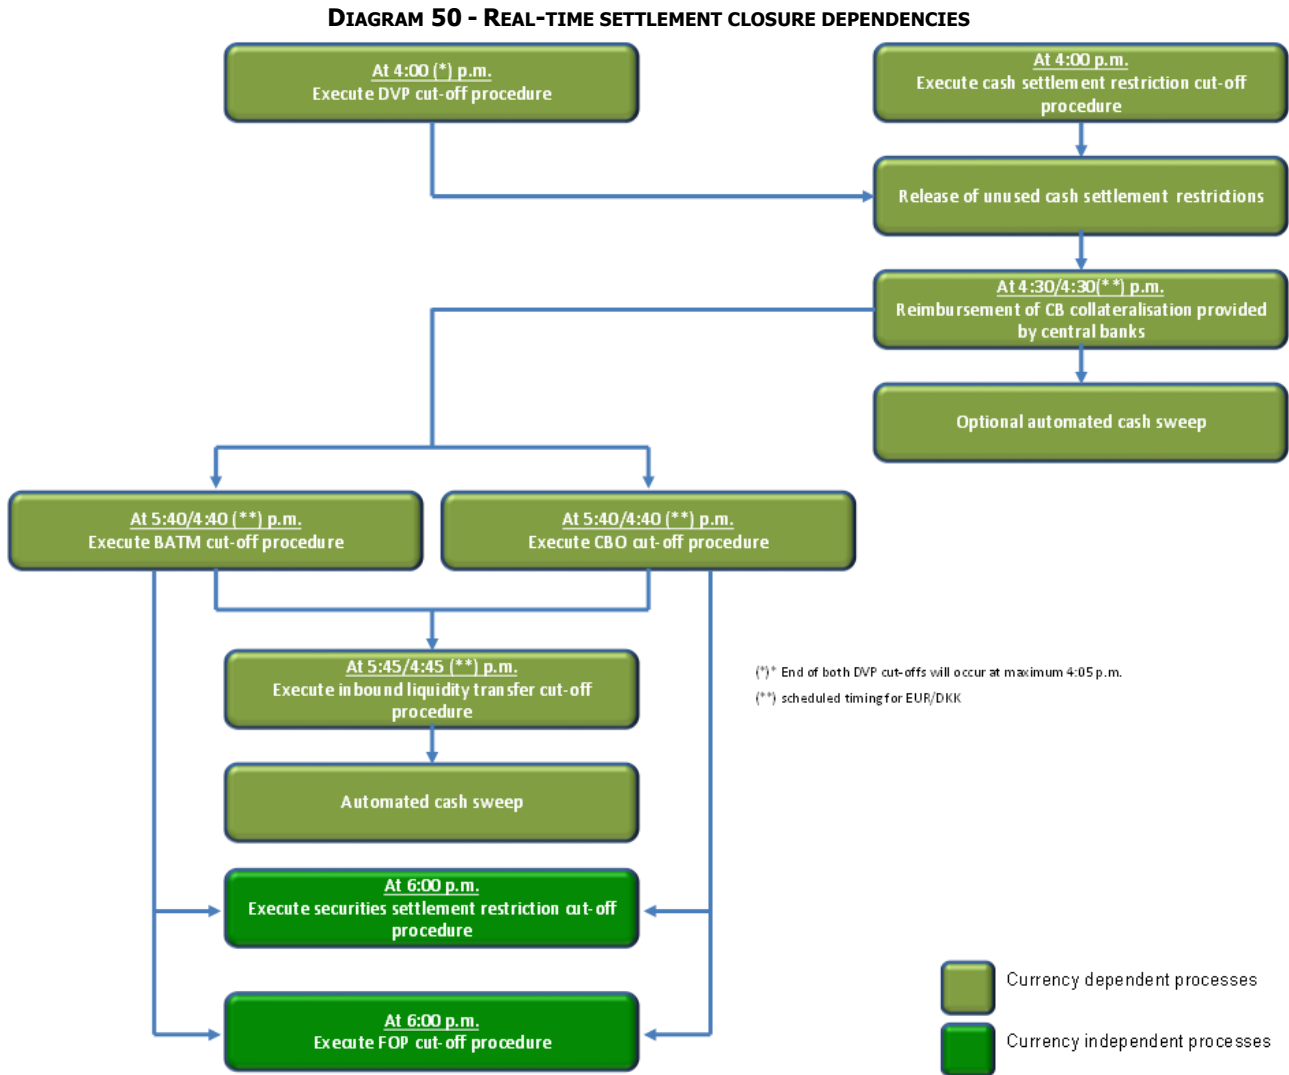 DIAGRAM 50 - REAL-TIME SETTLEMENT CLOSURE DEPENDENCIES
At 4:00 (*) p.m.
Execute DVP cut-off procedure
At 4:00 p.m.
Execute cash settlement restriction cut-off
procedure
Release of unused cash settlement restrictions
At 4:30/4:30(**) p.m.
Reimbursement of CB collateralisation provided
by central banks
Optional automated cash sweep
At 5:40/4:40 (**) p.m.
Execute BATM cut-off procedure
At 5:40/4:40 (**) p.m.
Execute CBO cut-off procedure
At 5:45/4:45 (**) p.m.
Execute inbound liquidity transfer cut-off
procedure
(*)* End of both DVP cut-offs will occur at maximum 4:05 p.m.
(**) scheduled timing for EUR/DKK
Automated cash sweep
At 6:00 p.m.
Execute securities settlement restriction cut-off
procedure
At 6:00 p.m.
Execute FOP cut-off procedure
Currency dependent processes
Currency independent processes